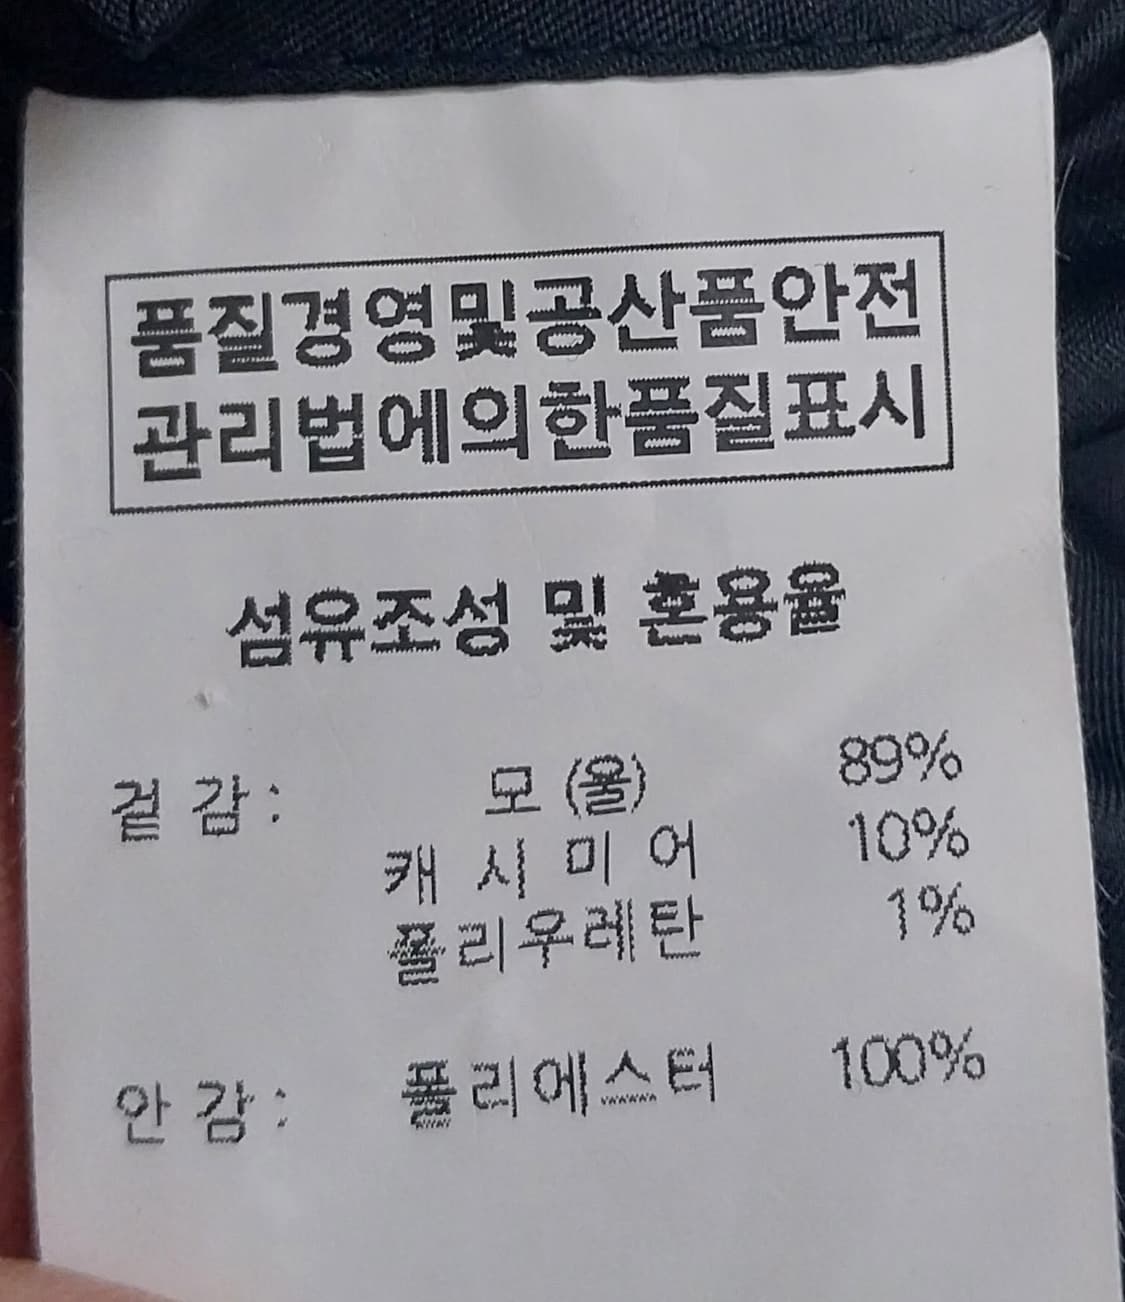 품질경영및공산품안전
관리법에의한품질표시
섬유조성 및 혼용율
겉 감 : 모 (울) 89%
캐 시 미 어 10%
폴리우레탄 1%
안 감 : 폴리에스터 100%